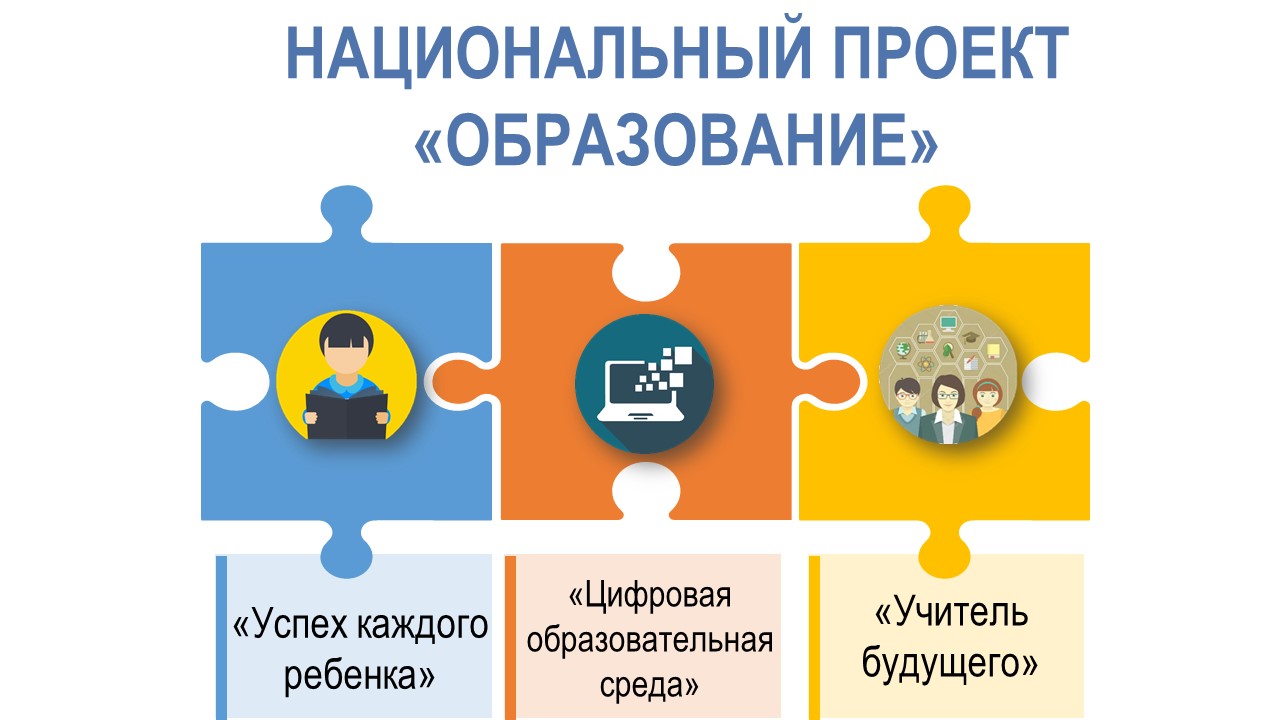 НАЦИОНАЛЬНЫЙ ПРОЕКТ
«ОБРАЗОВАНИЕ»
«Успех каждого
ребенка»
«Цифровая
образовательная
среда»
«Учитель
будущего»